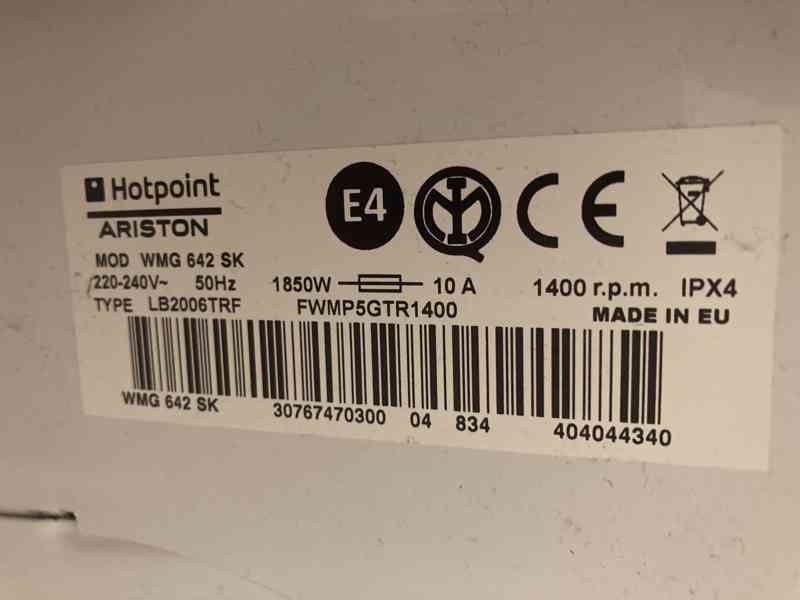 Hotpoint
ARISTON
E4
CE
MOD WMG 642 SK
220-240V~ 50Hz 1850W 10 A 1400 r.p.m. IPX4
TYPE LB2006TRF FWMP5GTR1400 MADE IN EU
WMG 642 SK 30767470300 04 834 404044340